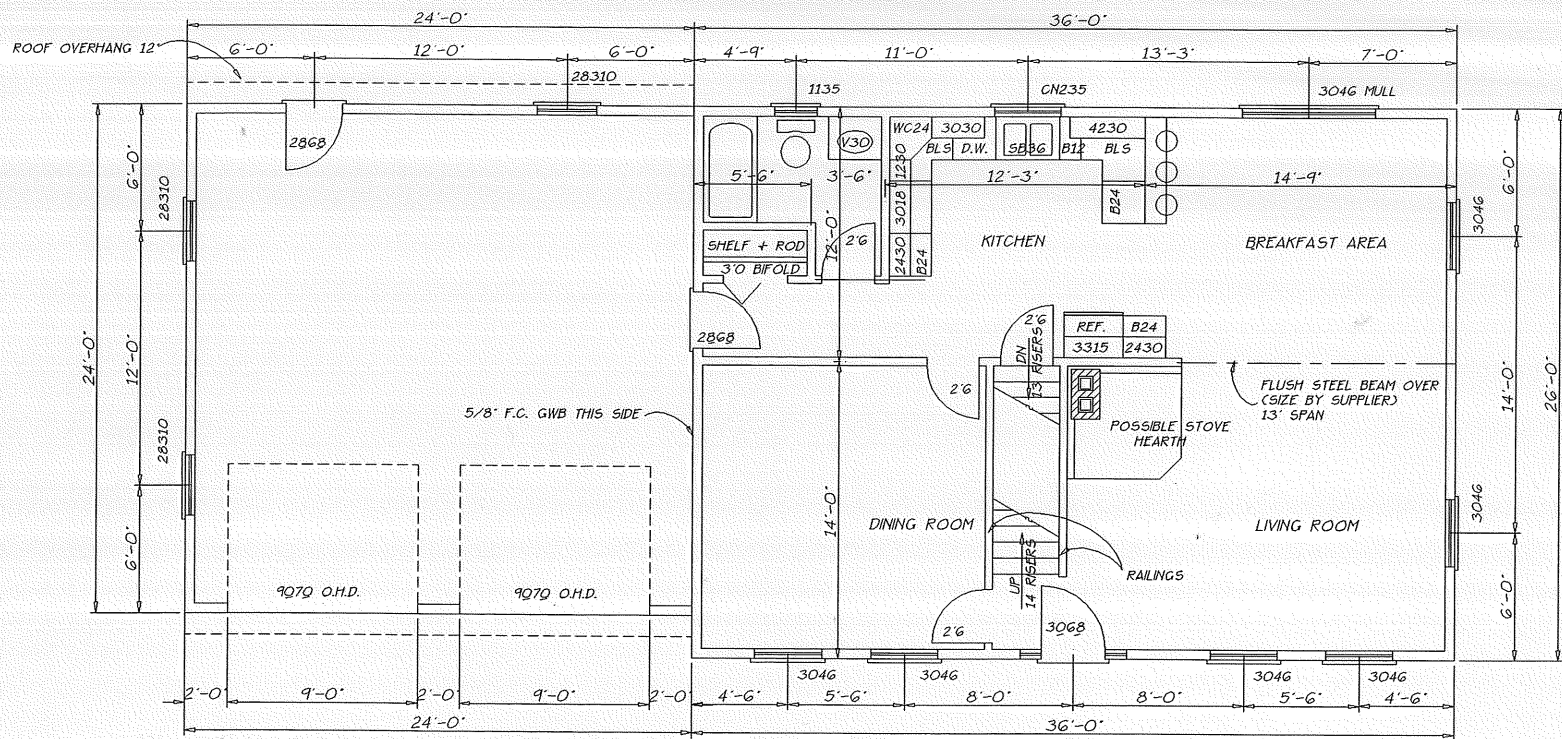 24'-0"
36'-0"
ROOF OVERHANG 12"
6'-0"
12'-0"
6'-0"
4'-9"
11'-0"
13'-3"
7'-0"
28310
1135
CN235
3046 MULL
2868
V30
WC24
3030
4230
BLS
D.W.
SB36
B12
BLS
1230
5'-6"
3'-6"
12'-3"
14'-9"
6'-0"
28310
3018
B24
6'-0"
3046
12'-0"
2'6
KITCHEN
BREAKFAST AREA
SHELF + ROD
3'0 BIFOLD
2430
B24
2868
2'6
DN
13 RISERS
REF.
B24
3315
2430
24'-0"
12'-0"
14'-0"
26'-0"
2'6
FLUSH STEEL BEAM OVER
(SIZE BY SUPPLIER)
13' SPAN
5/8" F.C. GWB THIS SIDE
POSSIBLE STOVE
HEARTH
28310
14'-0"
DINING ROOM
LIVING ROOM
3046
6'-0"
UP
14 RISERS
RAILINGS
6'-0"
9070 O.H.D.
9070 O.H.D.
2'6
3068
3046
3046
3046
3046
2'-0"
9'-0"
2'-0"
9'-0"
2'-0"
4'-6"
5'-6"
8'-0"
8'-0"
5'-6"
4'-6"
24'-0"
36'-0"